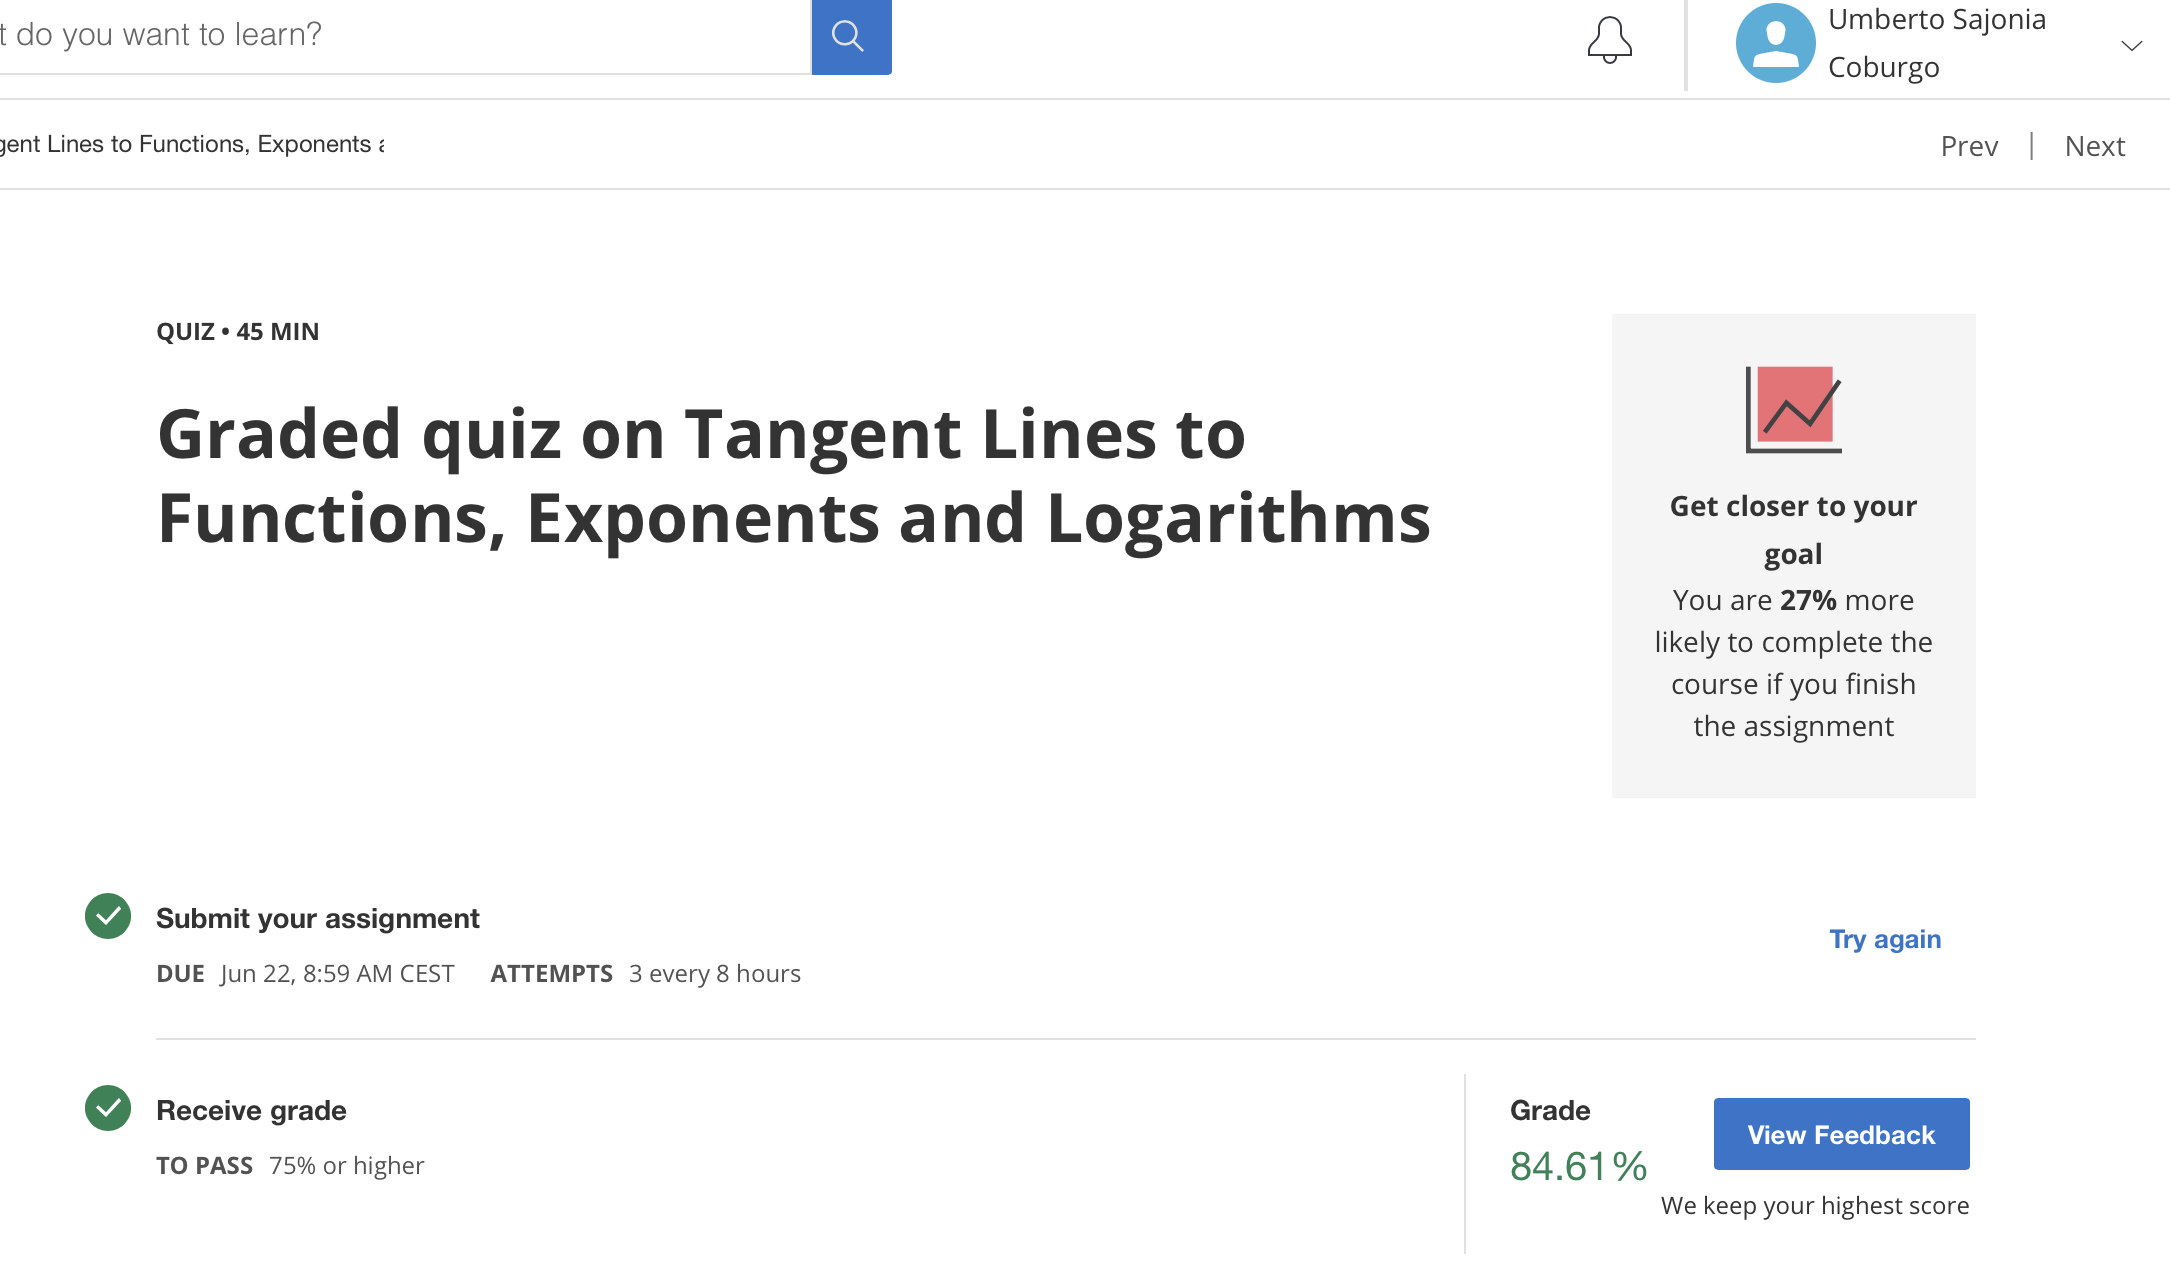 do you want to learn?
Umberto Sajonia
Coburgo
Lines to Functions, Exponents
Prev | Next
QUIZ • 45 MIN
Graded quiz on Tangent Lines to
Functions, Exponents and Logarithms
Get closer to your
goal
You are 27% more
likely to complete the
course if you finish
the assignment
Submit your assignment
Try again
DUE Jun 22, 8:59 AM CEST ATTEMPTS 3 every 8 hours
Receive grade
Grade
View Feedback
TO PASS 75% or higher
84.61%
We keep your highest score